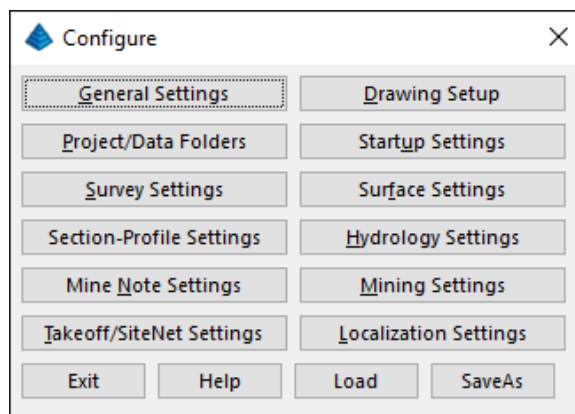 Configure
General Settings Drawing Setup
Project/Data Folders Startup Settings
Survey Settings Surface Settings
Section-Profile Settings Hydrology Settings
Mine Note Settings Mining Settings
Takeoff/SiteNet Settings Localization Settings
Exit Help Load SaveAs